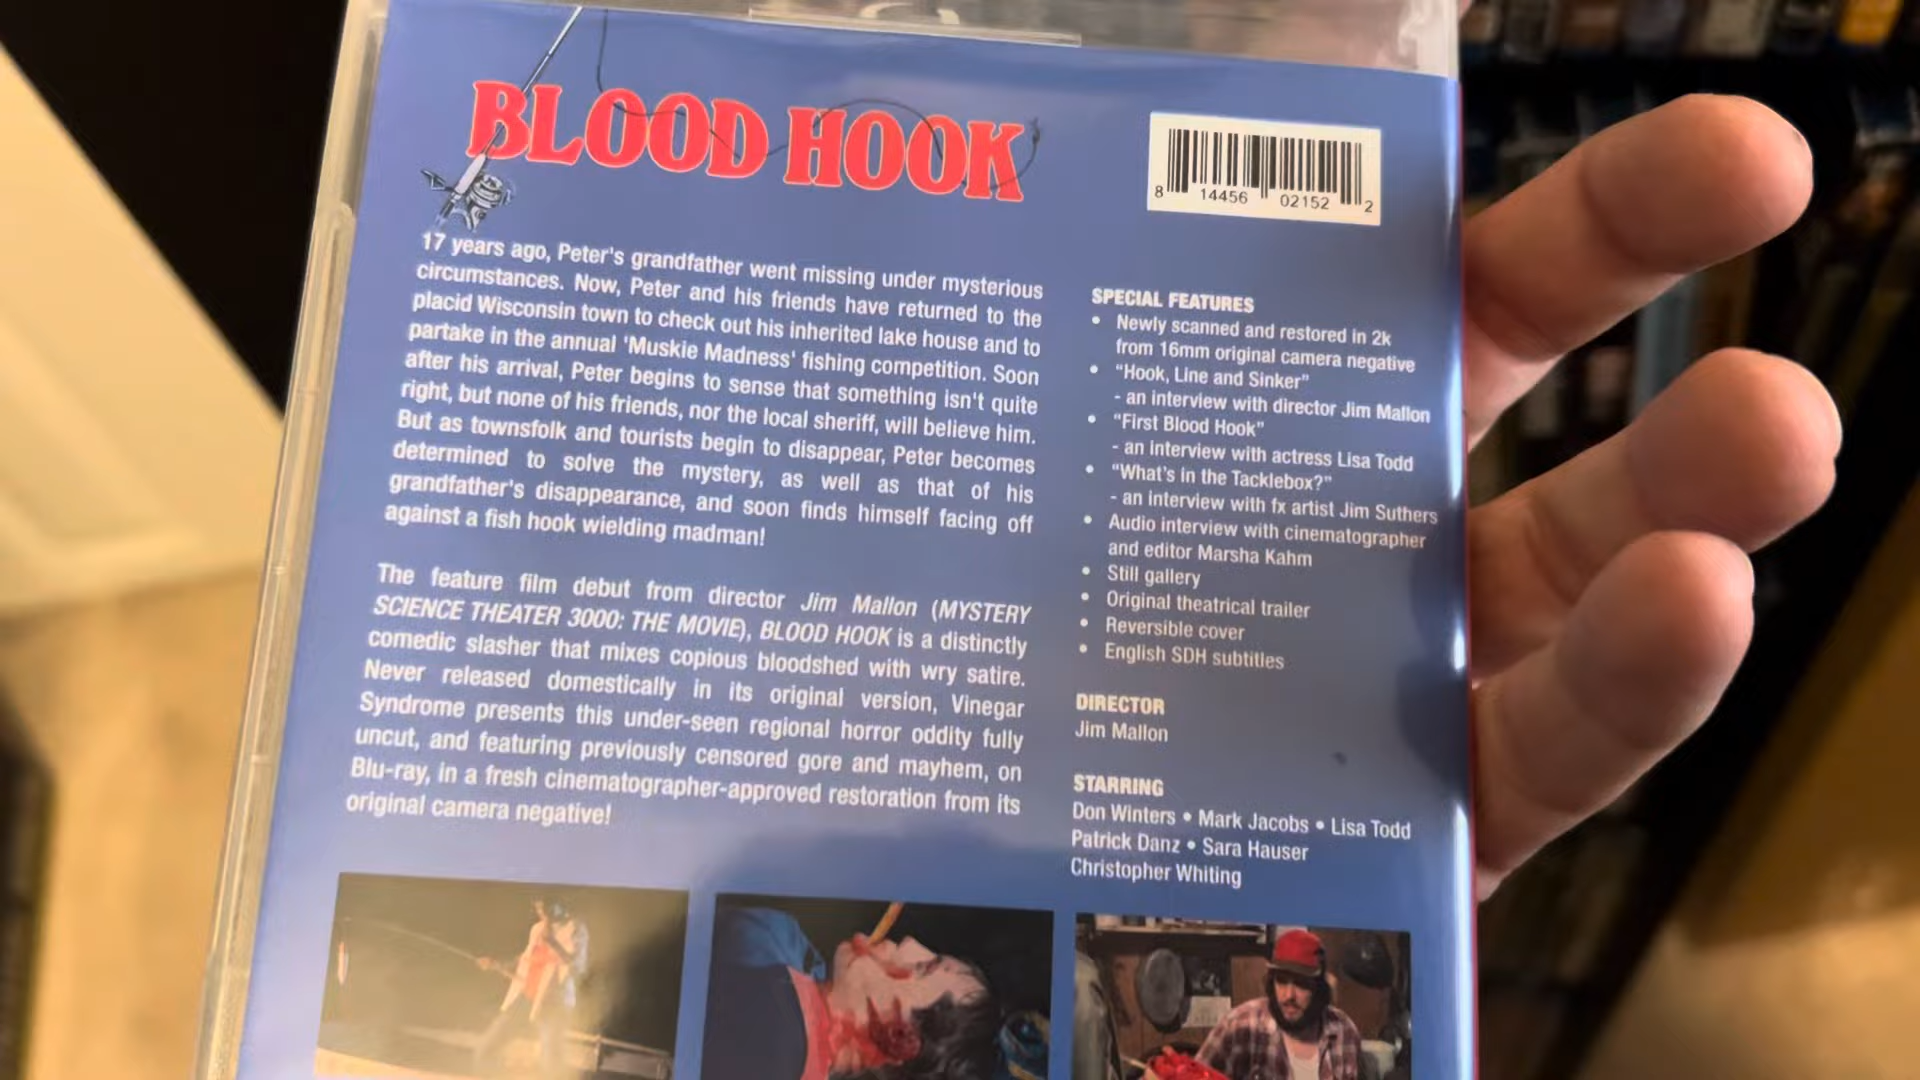 BLOOD HOOK
8 14456 02152 2
17 years ago, Peter's grandfather went missing under mysterious
circumstances. Now, Peter and his friends have returned to the
placid Wisconsin town to check out his inherited lake house and to
partake in the annual 'Muskie Madness' fishing competition. Soon
after his arrival, Peter begins to sense that something isn't quite
right, but none of his friends, nor the local sheriff, will believe him.
But as townsfolk and tourists begin to disappear, Peter becomes
determined to solve the mystery, as well as that of his
grandfather's disappearance, and soon finds himself facing off
against a fish hook wielding madman!
The feature film debut from director Jim Mallon (MYSTERY
SCIENCE THEATER 3000: THE MOVIE), BLOOD HOOK is a distinctly
comedic slasher that mixes copious bloodshed with wry satire.
Never released domestically in its original version, Vinegar
Syndrome presents this under-seen regional horror oddity fully
uncut, and featuring previously censored gore and mayhem, on
Blu-ray, in a fresh cinematographer-approved restoration from its
original camera negative!
SPECIAL FEATURES
• Newly scanned and restored in 2k
from 16mm original camera negative
• “Hook, Line and Sinker”
- an interview with director Jim Mallon
• “First Blood Hook”
- an interview with actress Lisa Todd
• “What's in the Tacklebox?”
- an interview with fx artist Jim Suthers
• Audio interview with cinematographer
and editor Marsha Kahm
• Still gallery
• Original theatrical trailer
• Reversible cover
• English SDH subtitles
DIRECTOR
Jim Mallon
STARRING
Don Winters • Mark Jacobs • Lisa Todd
Patrick Danz • Sara Hauser
Christopher Whiting